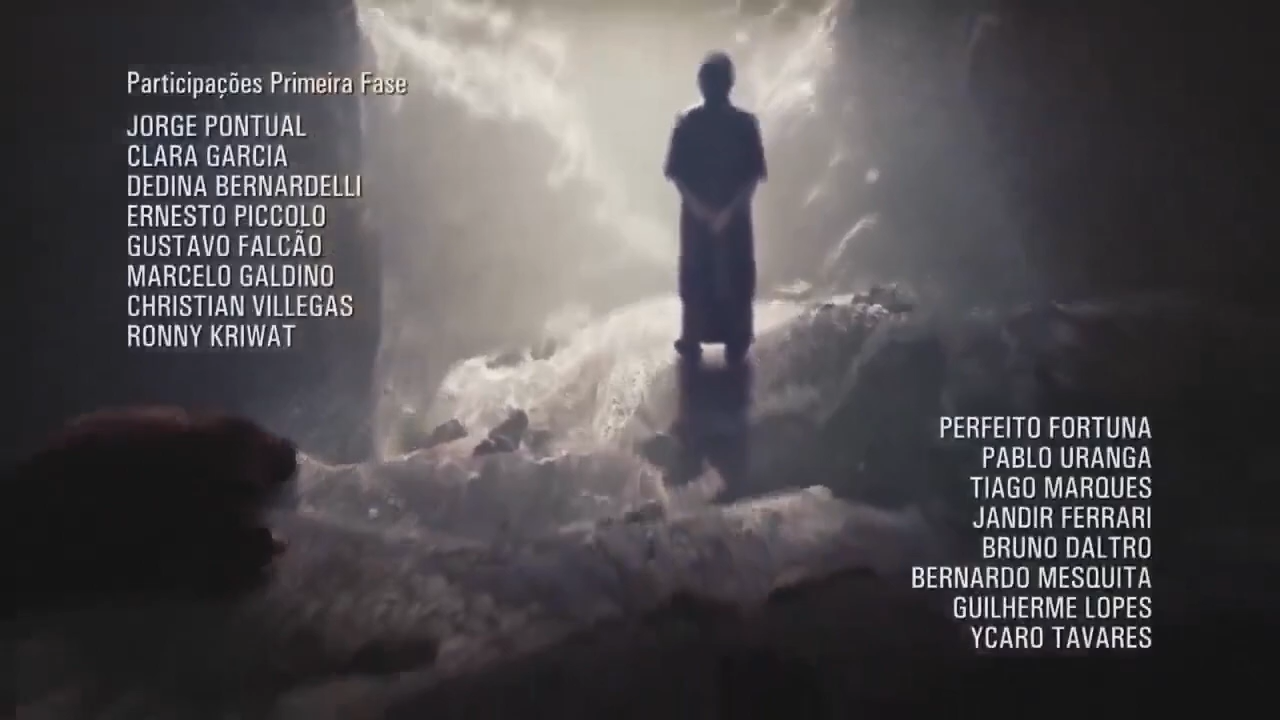 Participações Primeira Fase
JORGE PONTUAL
CLARA GARCIA
DEDINA BERNARDELLI
ERNESTO PICCOLO
GUSTAVO FALCÃO
MARCELO GALDINO
CHRISTIAN VILLEGAS
RONNY KRIWAT
PERFEITO FORTUNA
PABLO URANGA
TIAGO MARQUES
JANDIR FERRARI
BRUNO DALTRO
BERNARDO MESQUITA
GUILHERME LOPES
YCARO TAVARES